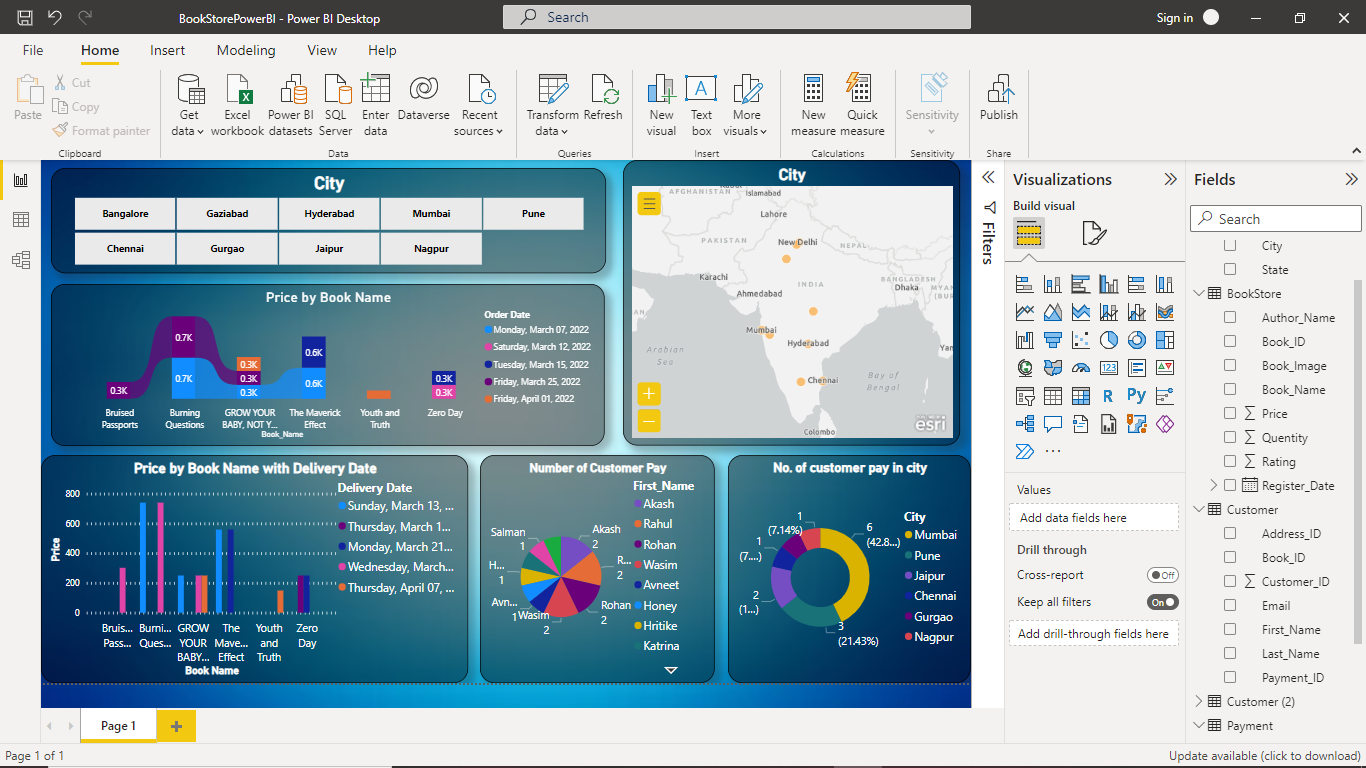 BookStorePowerBI - Power BI Desktop
Search
Sign in
File Home Insert Modeling View Help
Paste
Cut
Copy
Format painter
Clipboard
Get data
Excel workbook
Power BI datasets
SQL Server
Enter data
Dataverse
Recent sources
Data
Transform data
Refresh
Queries
New visual
Text box
More visuals
Insert
New measure
Quick measure
Calculations
Sensitivity
Sensitivity
Publish
Share
City
Bangalore Gaziabad Hyderabad Mumbai Pune
Chennai Gurgao Jaipur Nagpur
City
AFGHANISTAN
Islamabad
Lahore
PAKISTAN
New Delhi
NEPAL
Karachi
INDIA
BANGLADESH
Dhaka
Ahmedabad
Mumbai
Hyderabad
Arabian
Sea
Chennai
Bay of
Bengal
Colombo
esri
Price by Book Name
0.3K
0.7K
0.7K
0.3K
0.3K
0.3K
0.6K
0.6K
0.3K
0.3K
Bruised Passports
Burning Questions
GROW YOUR BABY, NOT Y...
The Maverick Effect
Youth and Truth
Zero Day
Book_Name
Order Date
Monday, March 07, 2022
Saturday, March 12, 2022
Tuesday, March 15, 2022
Friday, March 25, 2022
Friday, April 01, 2022
Price by Book Name with Delivery Date
Price
800
600
400
200
0
Bruis... Pass...
Burni... Ques...
GROW YOUR BABY...
The Mave... Effect
Youth and Truth
Zero Day
Book Name
Delivery Date
Sunday, March 13, ...
Thursday, March 1...
Monday, March 21...
Wednesday, March...
Thursday, April 07, ...
Number of Customer Pay
Salman
1
Akash
2
R...
2
H...
1
Rohan
2
Avn...
1
Wasim
2
First_Name
Akash
Rahul
Rohan
Wasim
Avneet
Honey
Hritike
Katrina
No. of customer pay in city
1
(7.14%)
6
(42.8...)
1
(7....)
2
(1...)
3
(21.43%)
City
Mumbai
Pune
Jaipur
Chennai
Gurgao
Nagpur
Filters
Visualizations
Build visual
Values
Add data fields here
Drill through
Cross-report
Off
Keep all filters
On
Add drill-through fields here
Fields
Search
City
State
BookStore
Author_Name
Book_ID
Book_Image
Book_Name
Price
Quentity
Rating
Register_Date
Customer
Address_ID
Book_ID
Customer_ID
Email
First_Name
Last_Name
Payment_ID
Customer (2)
Payment
Page 1
Page 1 of 1
Update available (click to download)